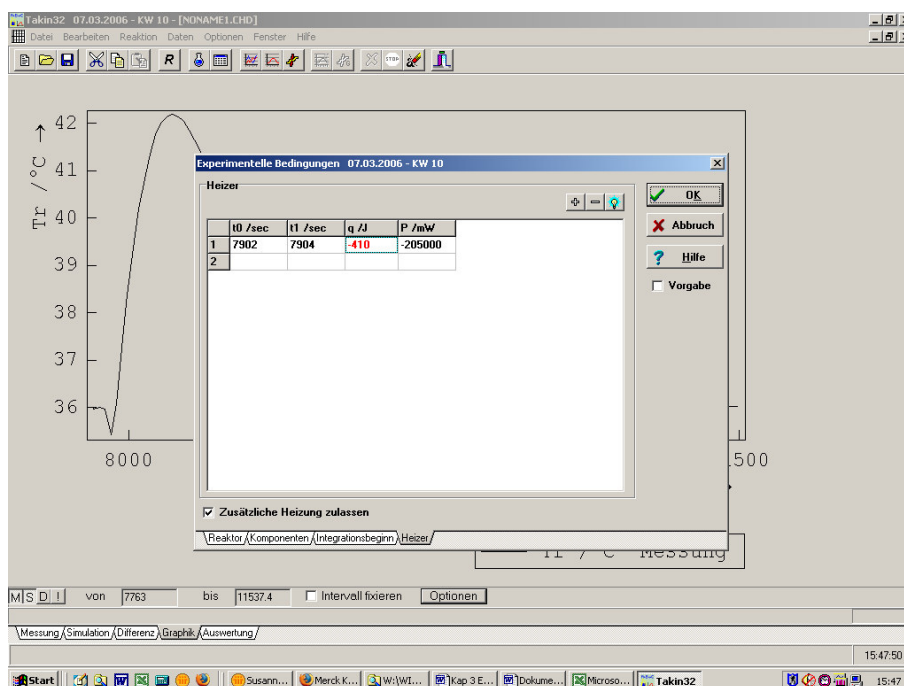 Takin32 07.03.2006 - KW 10 - [NONAME1.CHD]
Datei Bearbeiten Reaktion Daten Optionen Fenster Hilfe
R
STOP
Tr /°C →
42
41
40
39
38
37
36
8000
500
Experimentelle Bedingungen 07.03.2006 - KW 10
Heizer
t0 /sec t1 /sec q /J P /mW
1 7902 7904 -410 -205000
2
OK
Abbruch
Hilfe
Vorgabe
Zusätzliche Heizung zulassen
Reaktor Komponenten Integrationsbeginn Heizer
Messung
M S D ! von 7763 bis 11537.4 Intervall fixieren Optionen
Messung Simulation Differenz Graphik Auswertung
15:47:50
Start Susann... Merck K... W:\WI... Kap 3 E... Dokume... Microso... Takin32 15:47